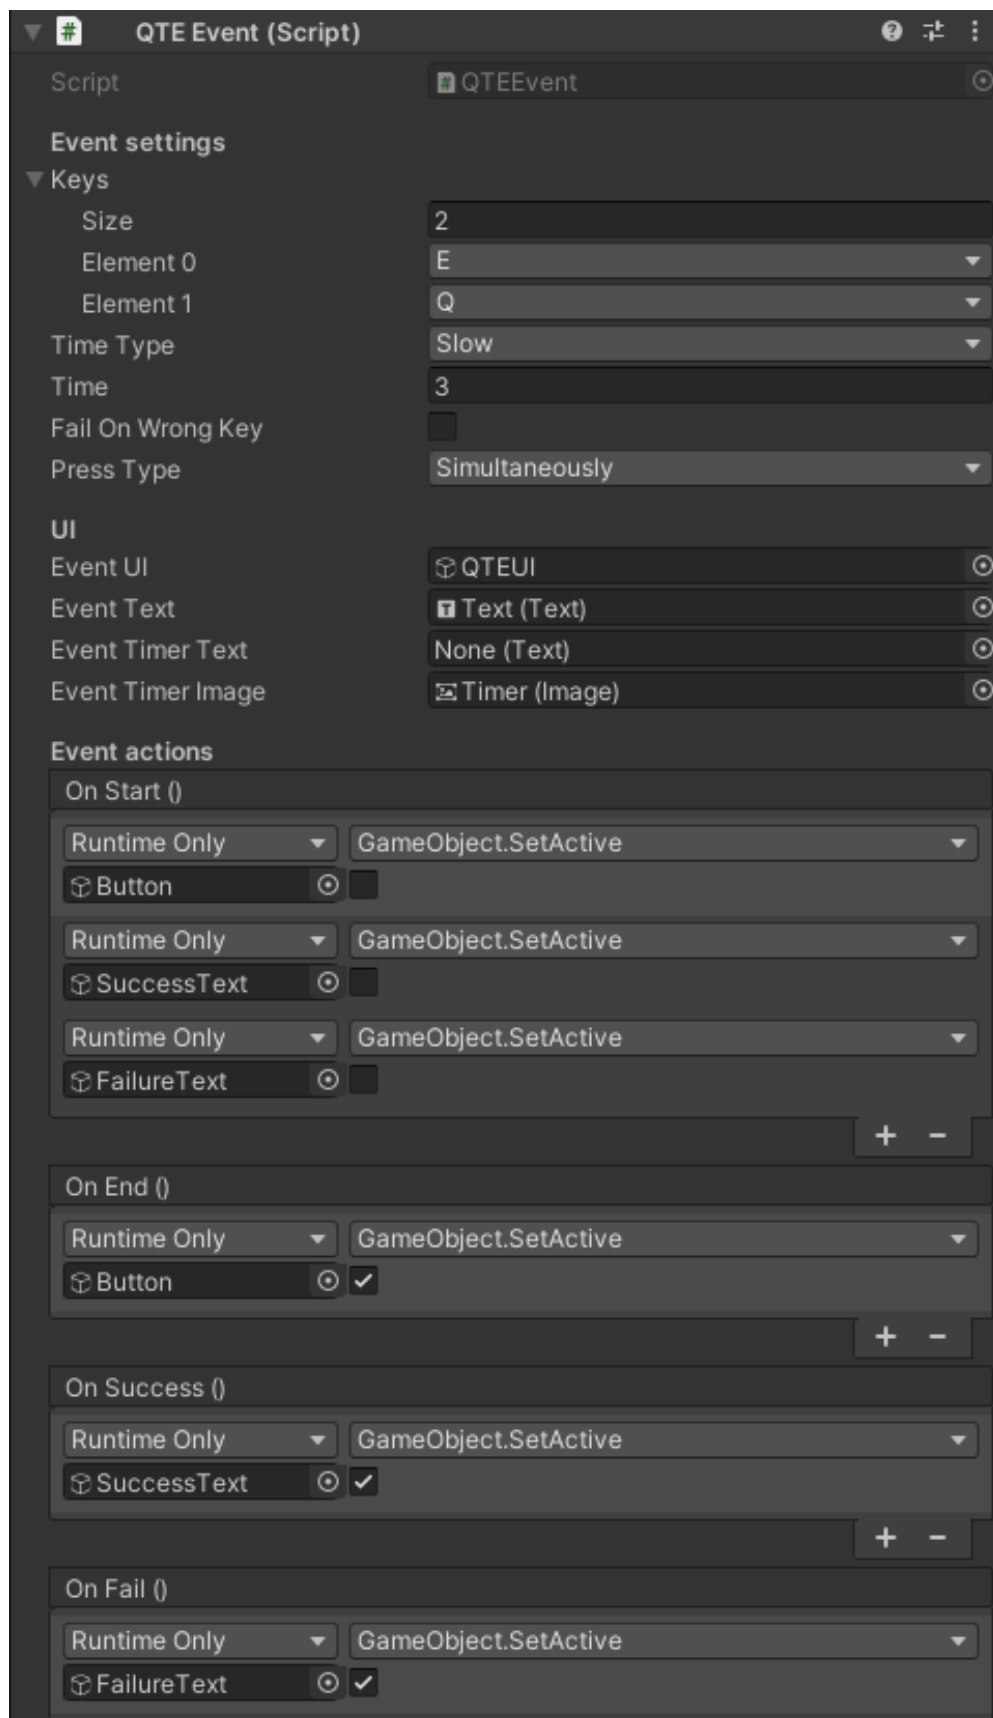 QTE Event (Script)
Script QTEEvent
Event settings
Keys
Size 2
Element 0 E
Element 1 Q
Time Type Slow
Time 3
Fail On Wrong Key
Press Type Simultaneously
UI
Event UI QTEUI
Event Text Text (Text)
Event Timer Text None (Text)
Event Timer Image Timer (Image)
Event actions
On Start ()
Runtime Only GameObject.SetActive
Button
Runtime Only GameObject.SetActive
SuccessText
Runtime Only GameObject.SetActive
FailureText
+ −
On End ()
Runtime Only GameObject.SetActive
Button
+ −
On Success ()
Runtime Only GameObject.SetActive
SuccessText
+ −
On Fail ()
Runtime Only GameObject.SetActive
FailureText